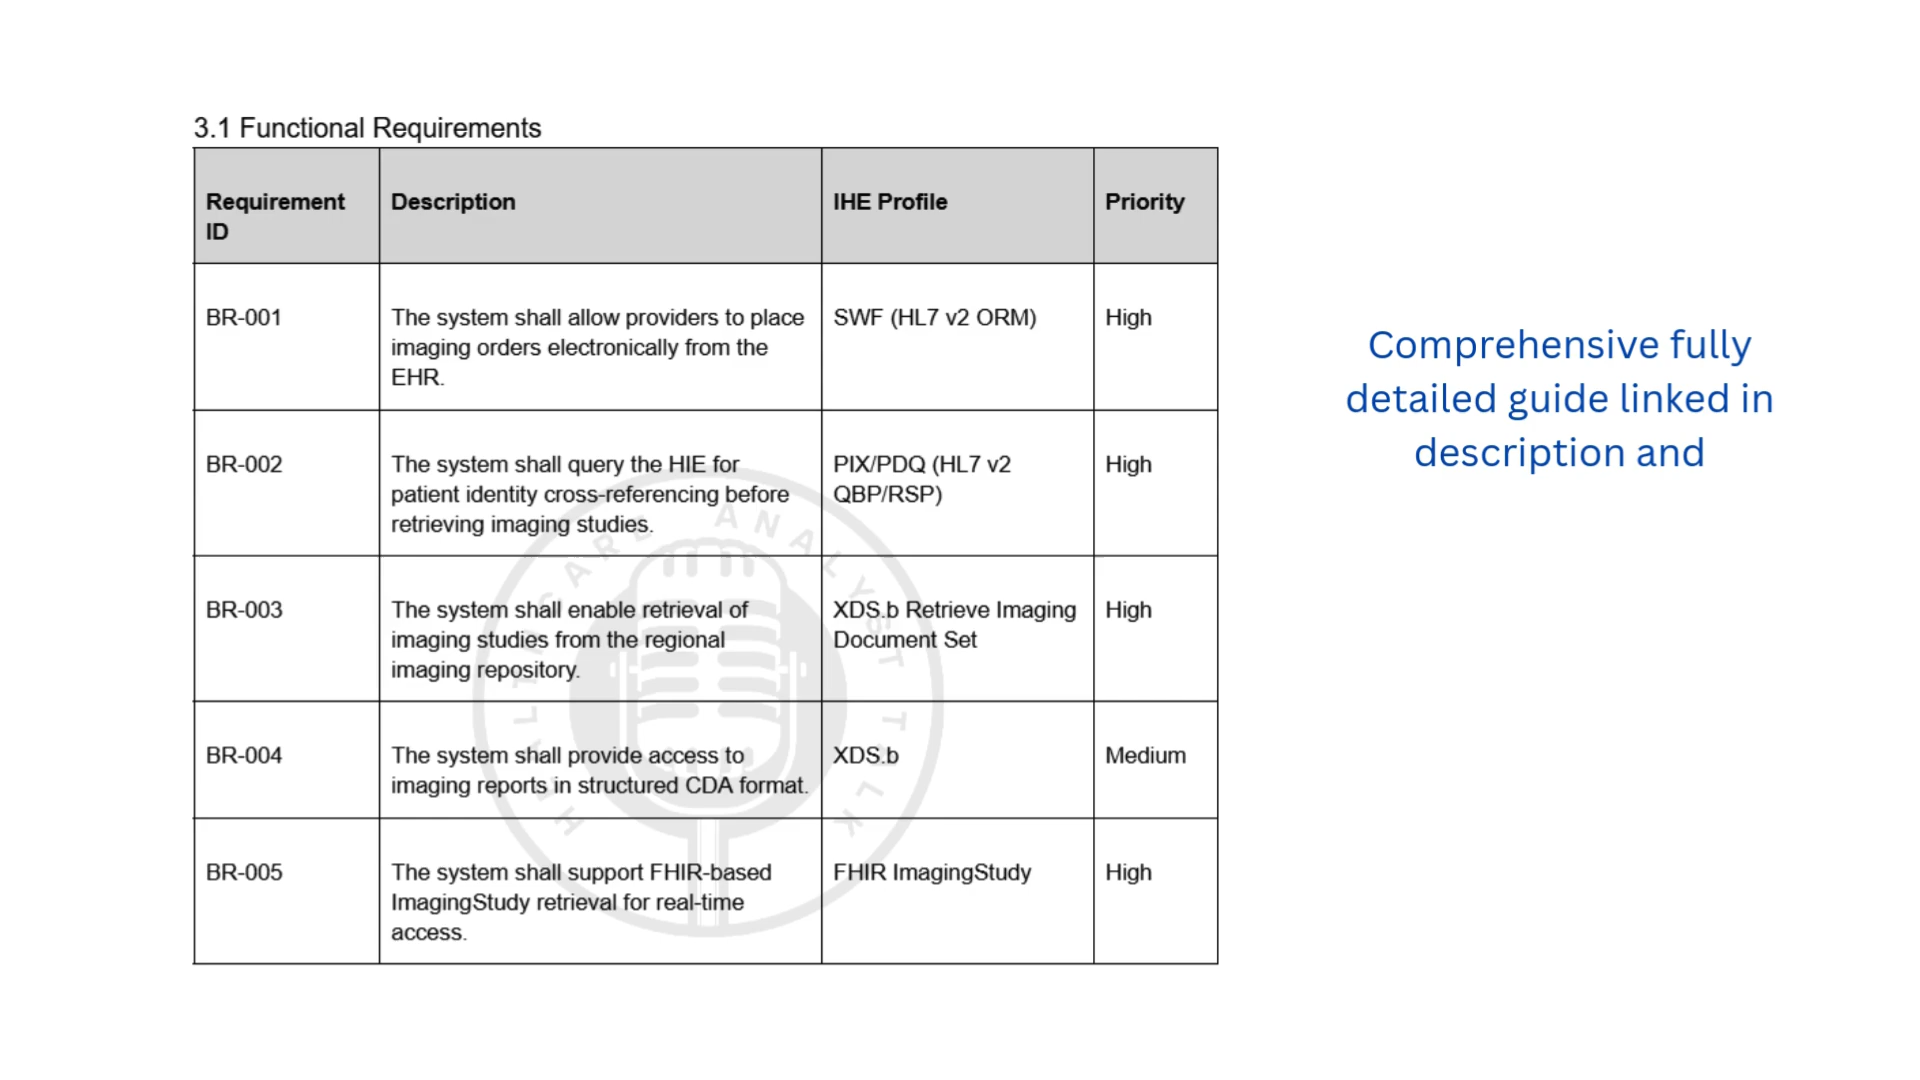 3.1 Functional Requirements
Requirement ID
Description
IHE Profile
Priority
BR-001
The system shall allow providers to place
imaging orders electronically from the
EHR.
SWF (HL7 v2 ORM)
High
BR-002
The system shall query the HIE for
patient identity cross-referencing before
retrieving imaging studies.
PIX/PDQ (HL7 v2
QBP/RSP)
High
BR-003
The system shall enable retrieval of
imaging studies from the regional
imaging repository.
XDS.b Retrieve Imaging
Document Set
High
BR-004
The system shall provide access to
imaging reports in structured CDA format.
XDS.b
Medium
BR-005
The system shall support FHIR-based
ImagingStudy retrieval for real-time
access.
FHIR ImagingStudy
High
HEALTHCARE ANALYST TALK
Comprehensive fully
detailed guide linked in
description and